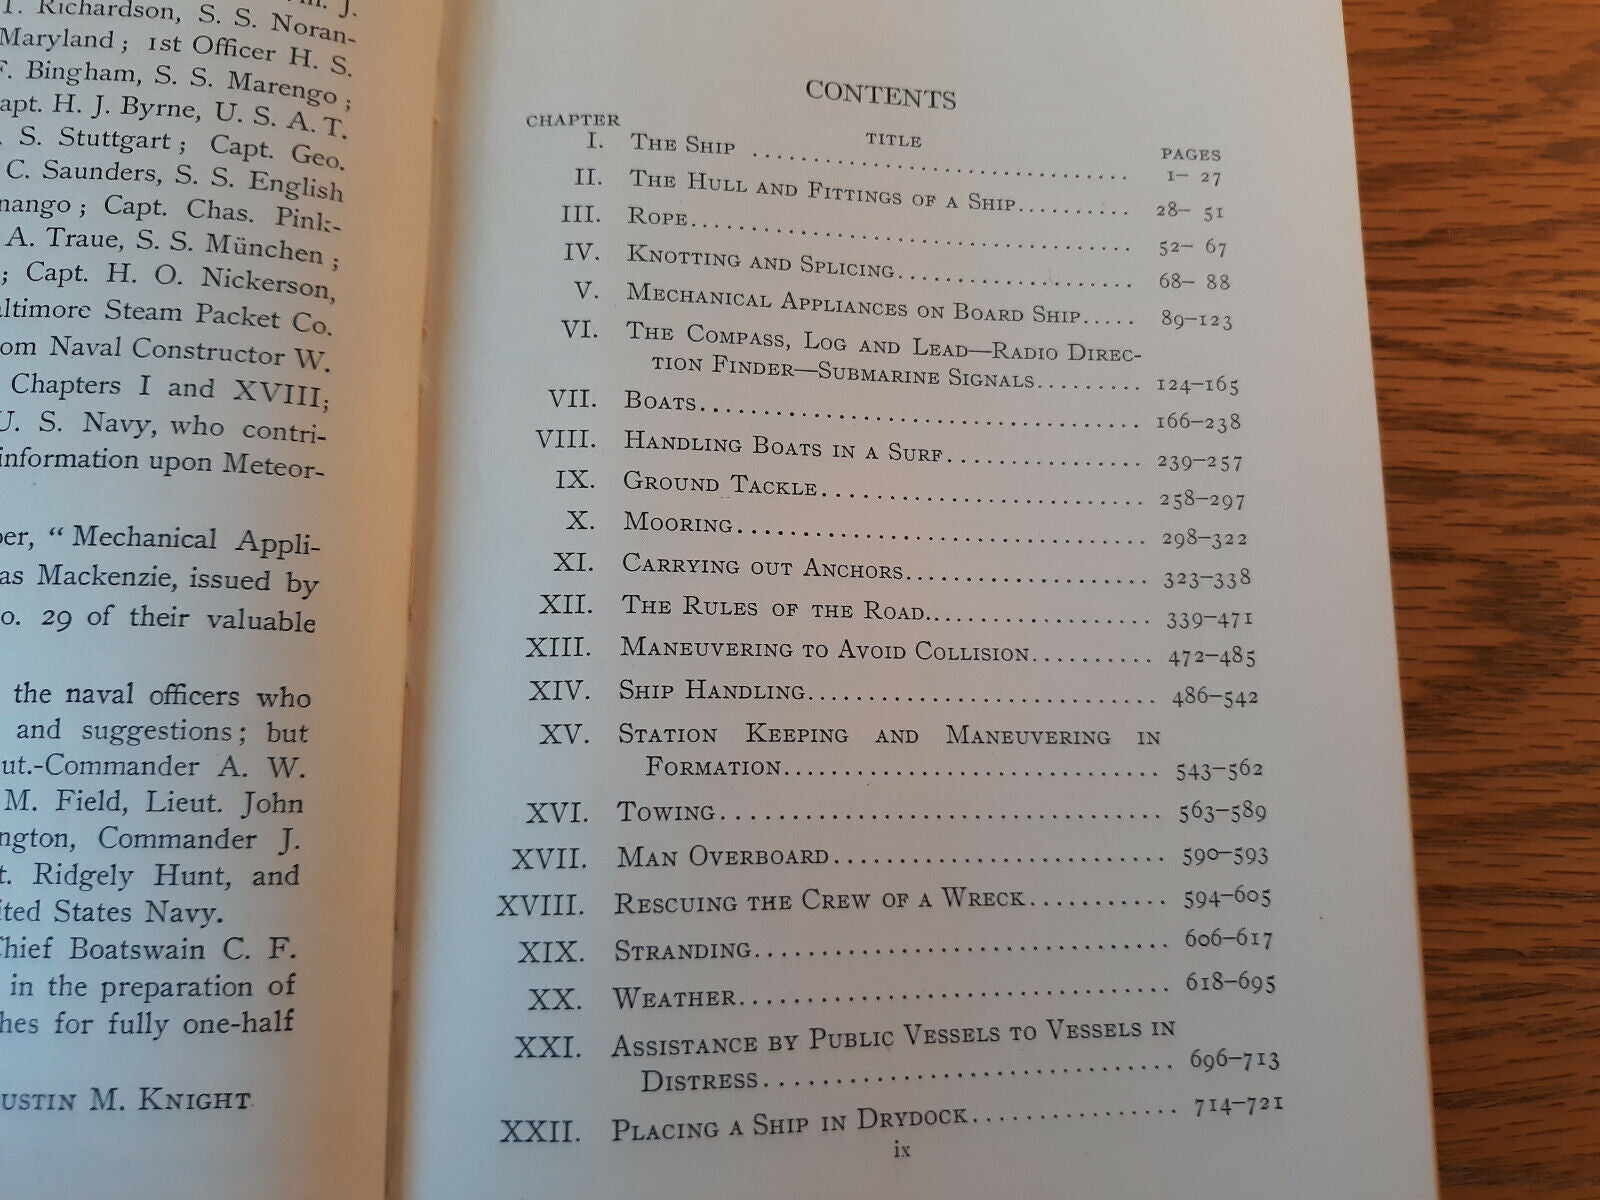 m. J.
T. Richardson, S. S. Noran-
Maryland; 1st Officer H. S.
F. Bingham, S. S. Marengo;
apt. H. J. Byrne, U. S. A. T.
. S. Stuttgart; Capt. Geo.
C. Saunders, S. S. English
nango; Capt. Chas. Pink-
A. Traue, S. S. München;
; Capt. H. O. Nickerson,
altimore Steam Packet Co.
om Naval Constructor W.
Chapters I and XVIII;
U. S. Navy, who contri-
information upon Meteor-
er, "Mechanical Appli-
as Mackenzie, issued by
o. 29 of their valuable
the naval officers who
and suggestions; but
ut.-Commander A. W.
M. Field, Lieut. John
ngton, Commander J.
t. Ridgely Hunt, and
ited States Navy.
Chief Boatswain C. F.
in the preparation of
hes for fully one-half
USTIN M. KNIGHT
CONTENTS
CHAPTER TITLE PAGES
I. THE SHIP .......... 1– 27
II. THE HULL AND FITTINGS OF A SHIP.......... 28– 51
III. ROPE.......... 52– 67
IV. KNOTTING AND SPLICING.......... 68– 88
V. MECHANICAL APPLIANCES ON BOARD SHIP..... 89–123
VI. THE COMPASS, LOG AND LEAD—RADIO DIREC-
TION FINDER—SUBMARINE SIGNALS.......... 124–165
VII. BOATS.......... 166–238
VIII. HANDLING BOATS IN A SURF.......... 239–257
IX. GROUND TACKLE.......... 258–297
X. MOORING.......... 298–322
XI. CARRYING OUT ANCHORS.......... 323–338
XII. THE RULES OF THE ROAD.......... 339–471
XIII. MANEUVERING TO AVOID COLLISION.......... 472–485
XIV. SHIP HANDLING.......... 486–542
XV. STATION KEEPING AND MANEUVERING IN
FORMATION.......... 543–562
XVI. TOWING.......... 563–589
XVII. MAN OVERBOARD.......... 590–593
XVIII. RESCUING THE CREW OF A WRECK.......... 594–605
XIX. STRANDING.......... 606–617
XX. WEATHER.......... 618–695
XXI. ASSISTANCE BY PUBLIC VESSELS TO VESSELS IN
DISTRESS.......... 696–713
XXII. PLACING A SHIP IN DRYDOCK.......... 714–721
ix